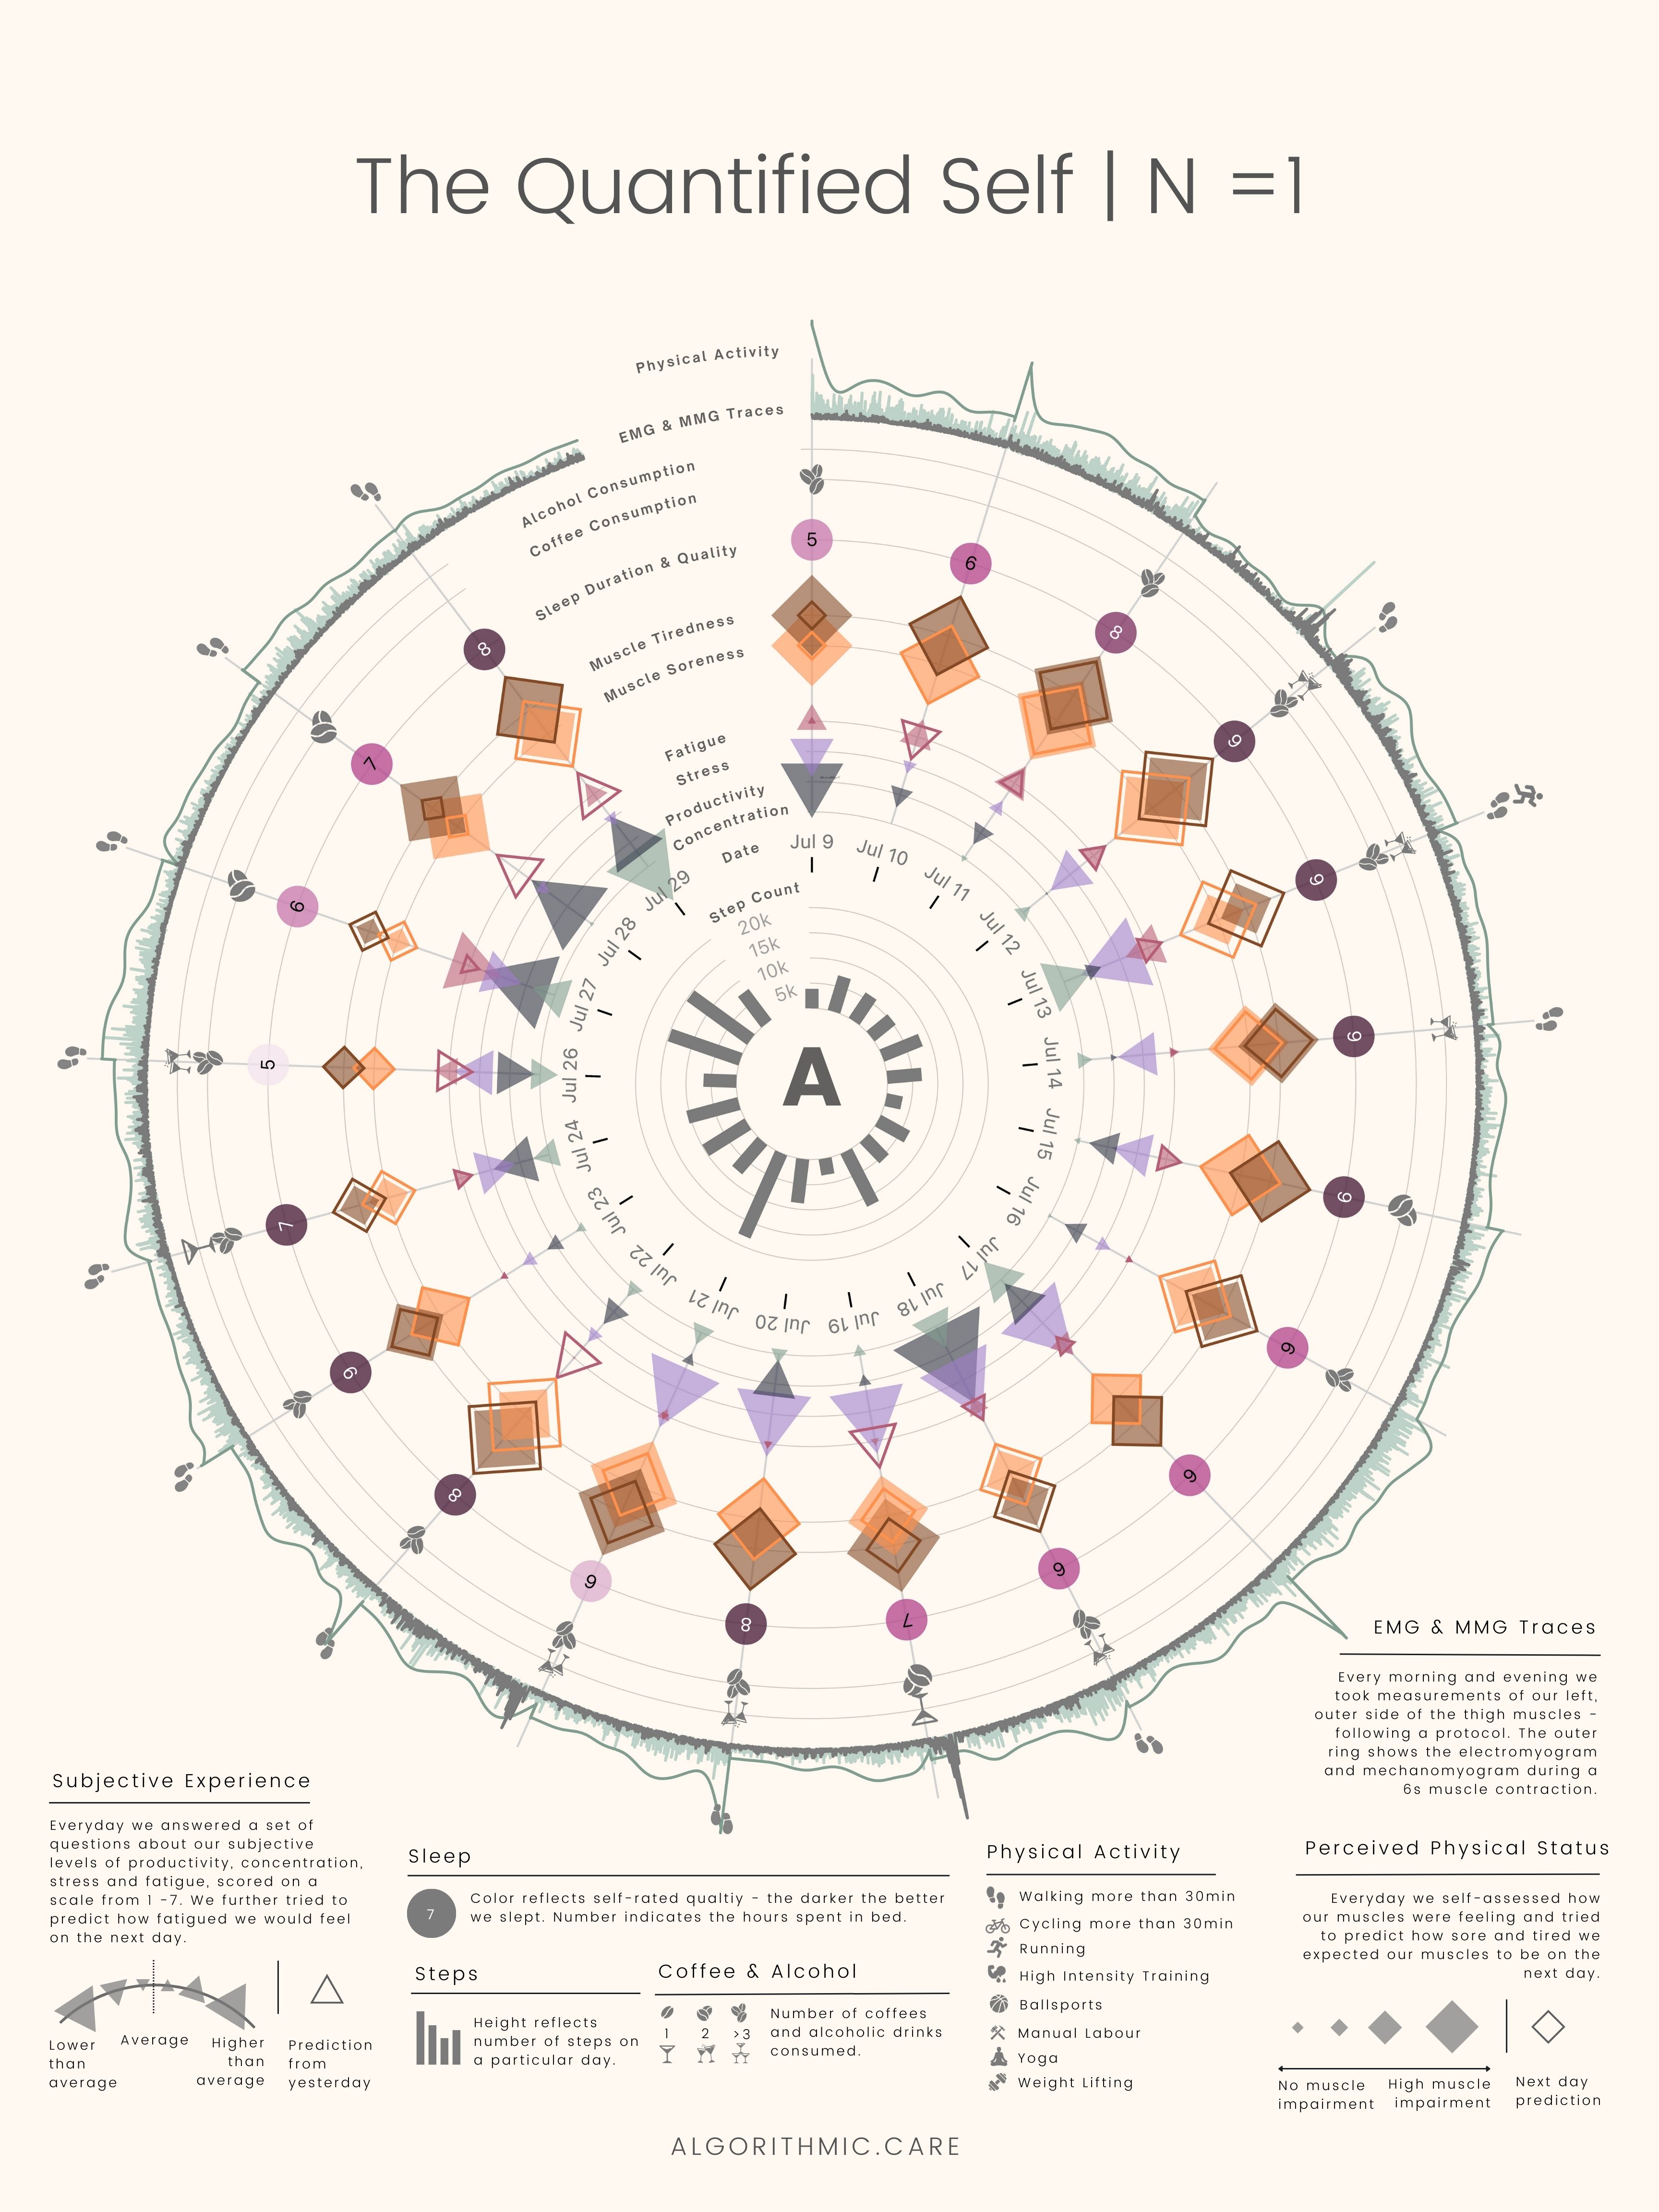 The Quantified Self | N =1
Physical Activity
EMG & MMG Traces
Alcohol Consumption
Coffee Consumption
Sleep Duration & Quality
Muscle Tiredness
Muscle Soreness
Fatigue
Stress
Productivity
Concentration
Date
Step Count
20k
15k
10k
5k
A
Jul 9
Jul 10
Jul 11
Jul 12
Jul 13
Jul 14
Jul 15
Jul 16
Jul 17
Jul 18
Jul 19
Jul 20
Jul 21
Jul 22
Jul 23
Jul 24
Jul 26
Jul 27
Jul 28
Jul 29
5
6
8
7
8
8
7
5
7
8
EMG & MMG Traces
Every morning and evening we
took measurements of our left,
outer side of the thigh muscles -
following a protocol. The outer
ring shows the electromyogram
and mechanomyogram during a
6s muscle contraction.
Subjective Experience
Everyday we answered a set of
questions about our subjective
levels of productivity, concentration,
stress and fatigue, scored on a
scale from 1 -7. We further tried to
predict how fatigued we would feel
on the next day.
Lower
than
average
Average
Higher
than
average
Prediction
from
yesterday
Sleep
7
Color reflects self-rated qualtiy - the darker the better
we slept. Number indicates the hours spent in bed.
Steps
Height reflects
number of steps on
a particular day.
Coffee & Alcohol
1 2 >3
Number of coffees
and alcoholic drinks
consumed.
Physical Activity
Walking more than 30min
Cycling more than 30min
Running
High Intensity Training
Ballsports
Manual Labour
Yoga
Weight Lifting
Perceived Physical Status
Everyday we self-assessed how
our muscles were feeling and tried
to predict how sore and tired we
expected our muscles to be on the
next day.
No muscle
impairment
High muscle
impairment
Next day
prediction
ALGORITHMIC.CARE